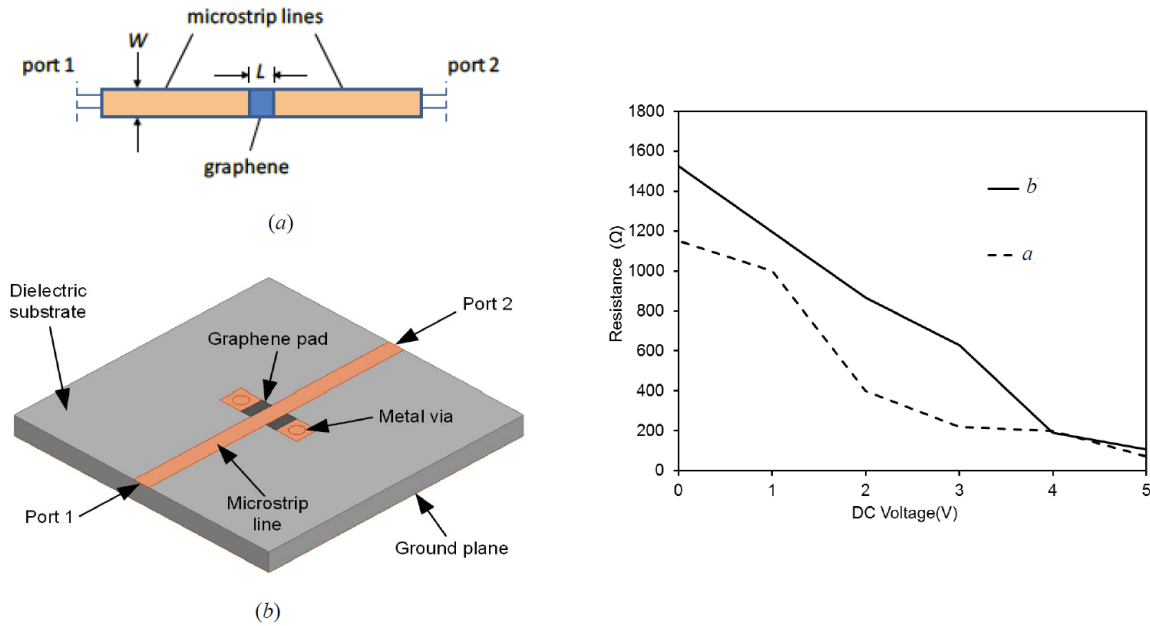 microstrip lines
W
port 1
L
port 2
graphene
(a)
Dielectric
substrate
Port 2
Graphene pad
Metal via
Microstrip
line
Port 1
Ground plane
(b)
1800
1600
1400
1200
1000
800
600
400
200
0
Resistance (Ω)
b
a
0 1 2 3 4 5
DC Voltage(V)